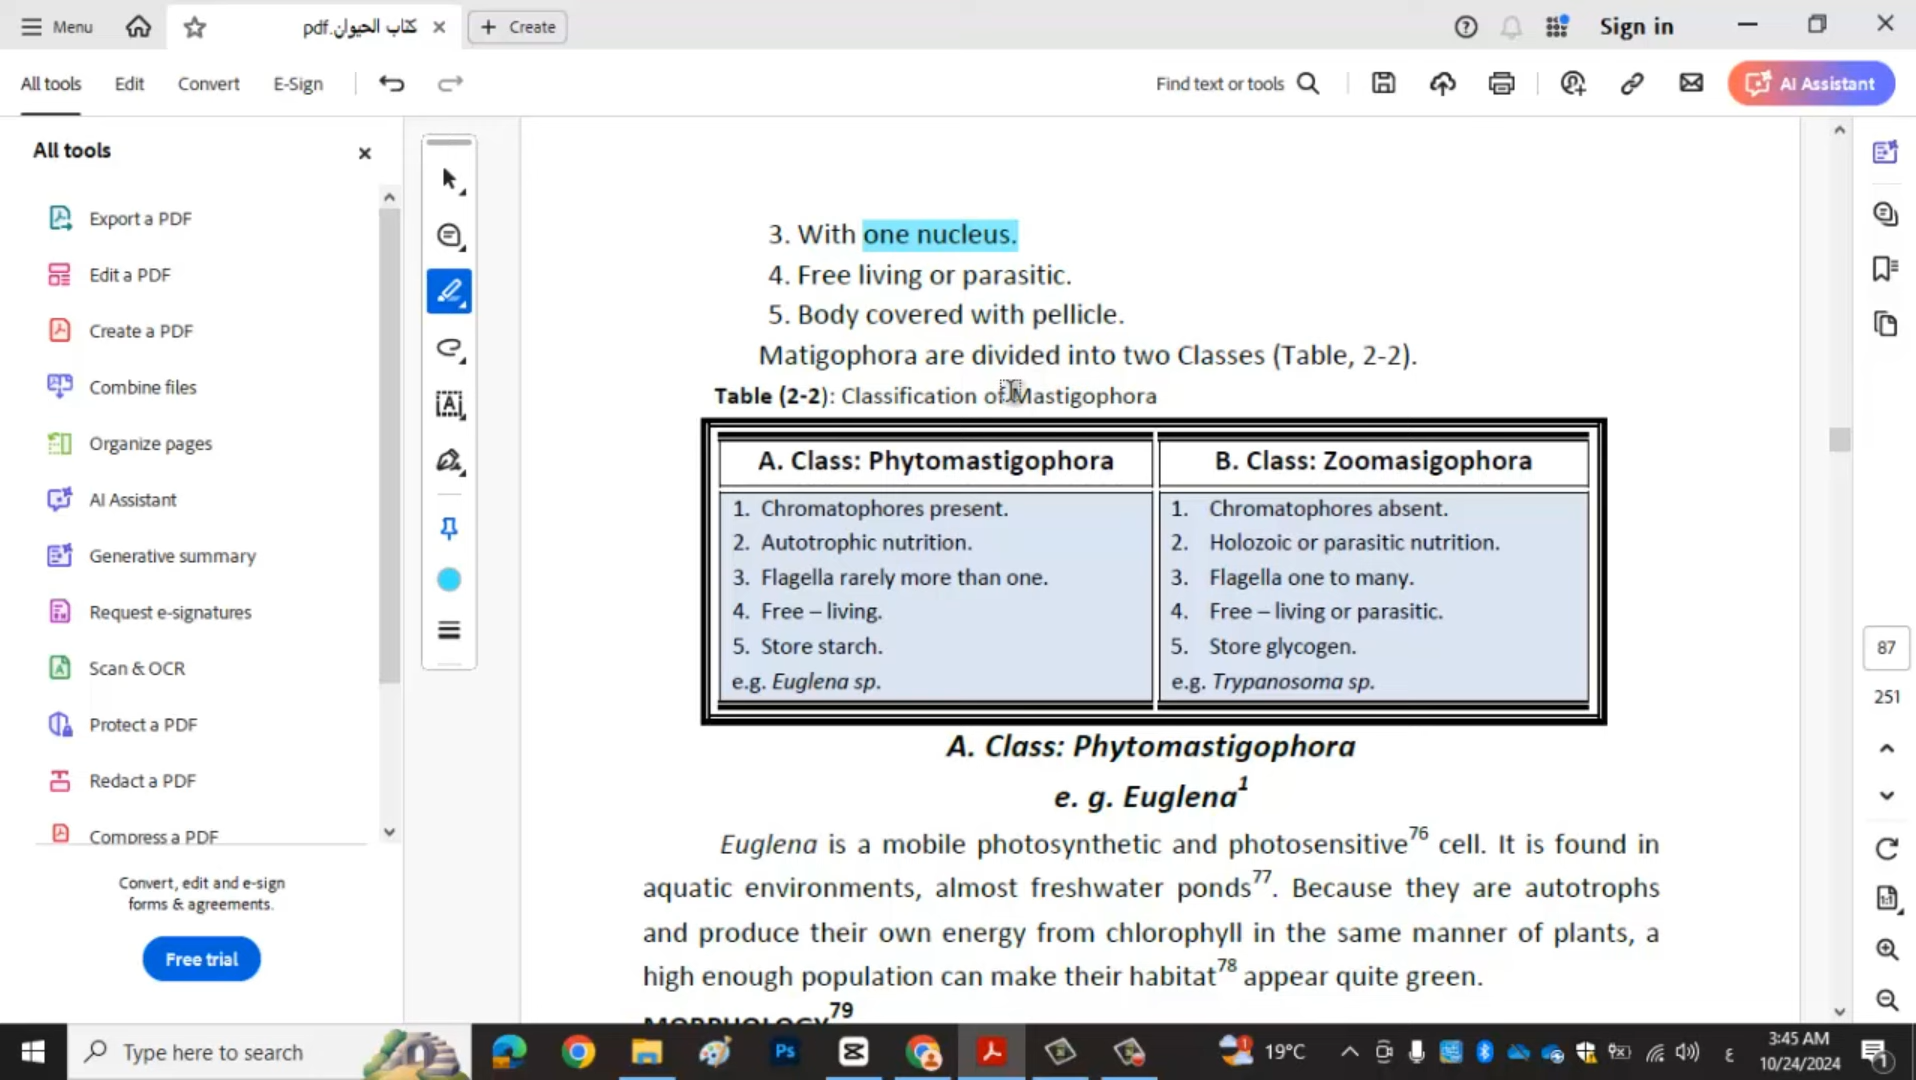 Menu
كتاب الحيوان.pdf
Create
Sign in
All tools
Edit
Convert
E-Sign
Find text or tools
AI Assistant
All tools
Export a PDF
Edit a PDF
Create a PDF
Combine files
Organize pages
AI Assistant
Generative summary
Request e-signatures
Scan & OCR
Protect a PDF
Redact a PDF
Compress a PDF
Convert, edit and e-sign
forms & agreements.
Free trial
3. With one nucleus.
4. Free living or parasitic.
5. Body covered with pellicle.
Matigophora are divided into two Classes (Table, 2-2).
Table (2-2): Classification of Mastigophora
A. Class: Phytomastigophora
1. Chromatophores present.
2. Autotrophic nutrition.
3. Flagella rarely more than one.
4. Free – living.
5. Store starch.
e.g. Euglena sp.
B. Class: Zoomasigophora
1. Chromatophores absent.
2. Holozoic or parasitic nutrition.
3. Flagella one to many.
4. Free – living or parasitic.
5. Store glycogen.
e.g. Trypanosoma sp.
A. Class: Phytomastigophora
e. g. Euglena1
Euglena is a mobile photosynthetic and photosensitive76 cell. It is found in
aquatic environments, almost freshwater ponds77. Because they are autotrophs
and produce their own energy from chlorophyll in the same manner of plants, a
high enough population can make their habitat78 appear quite green.
MORPHOLOGY79
87
251
Type here to search
Ps
19°C
ع
3:45 AM
10/24/2024
1